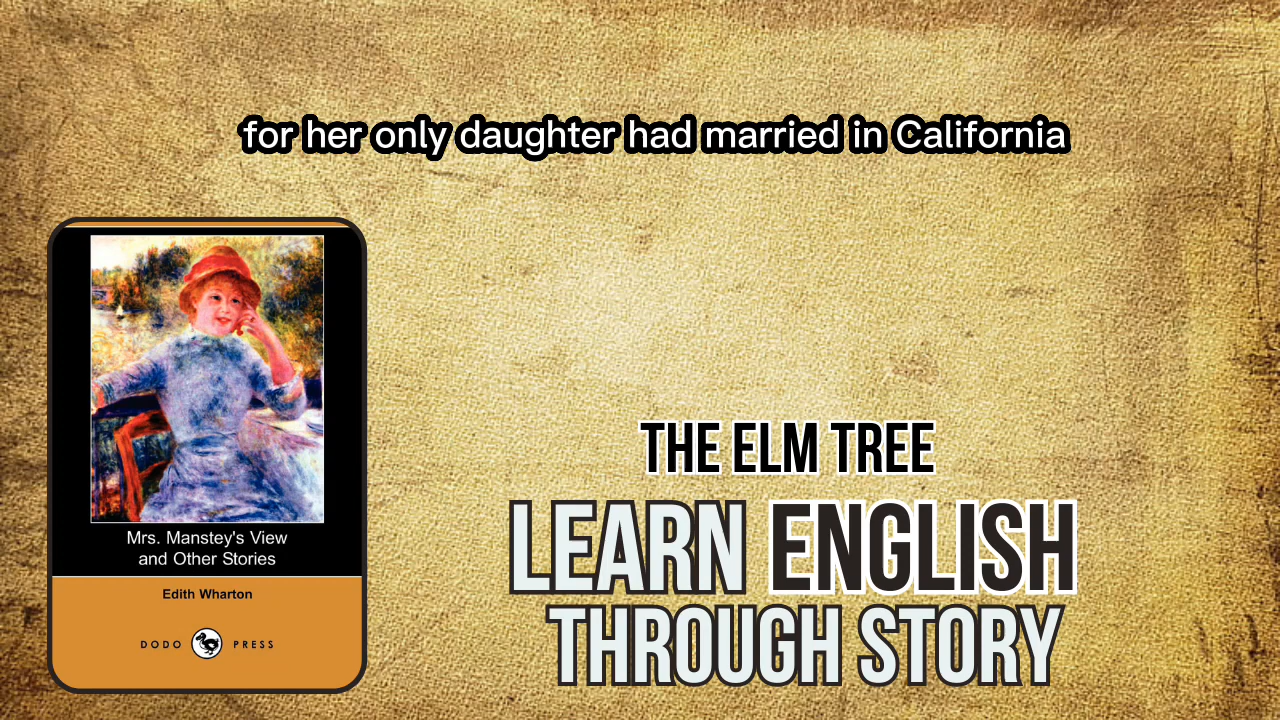 for her only daughter had married in California
Mrs. Manstey's View
and Other Stories
Edith Wharton
DODO PRESS
THE ELM TREE
LEARN ENGLISH
THROUGH STORY